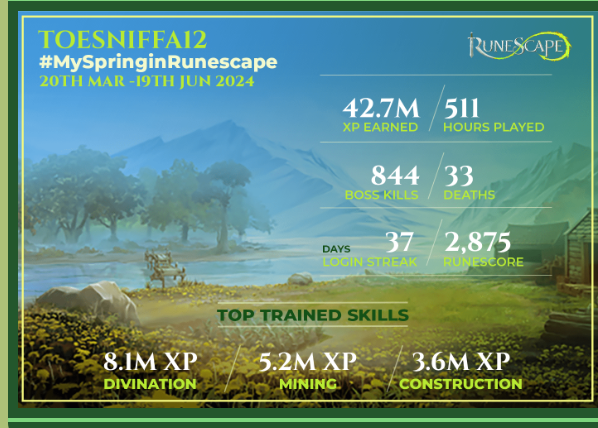 TOESNIFFA12
#MySpringinRunescape
20TH MAR -19TH JUN 2024
RUNESCAPE
42.7M
XP EARNED
511
HOURS PLAYED
844
BOSS KILLS
33
DEATHS
DAYS 37
LOGIN STREAK
2,875
RUNESCORE
TOP TRAINED SKILLS
8.1M XP
DIVINATION
5.2M XP
MINING
3.6M XP
CONSTRUCTION